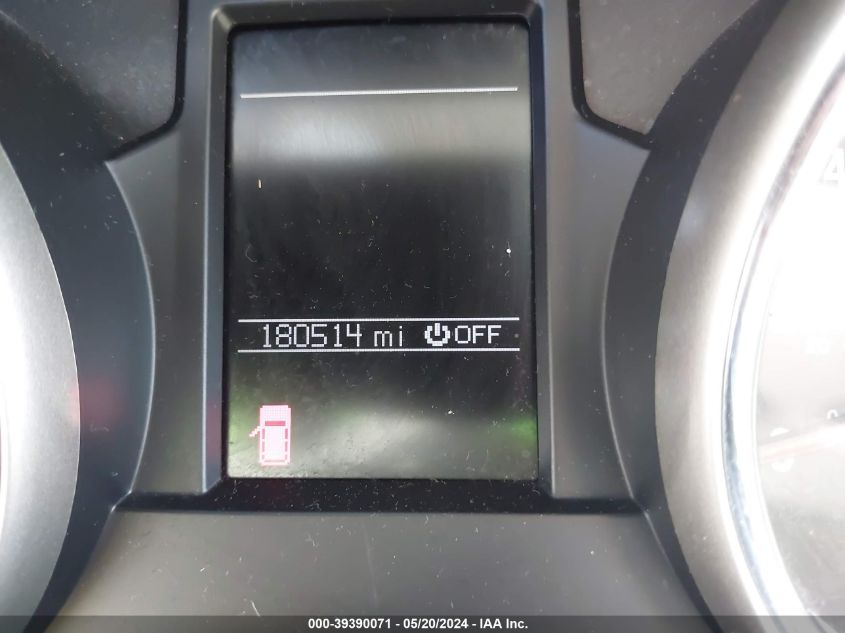 180514 mi OFF
000-39390071 - 05/20/2024 - IAA Inc.